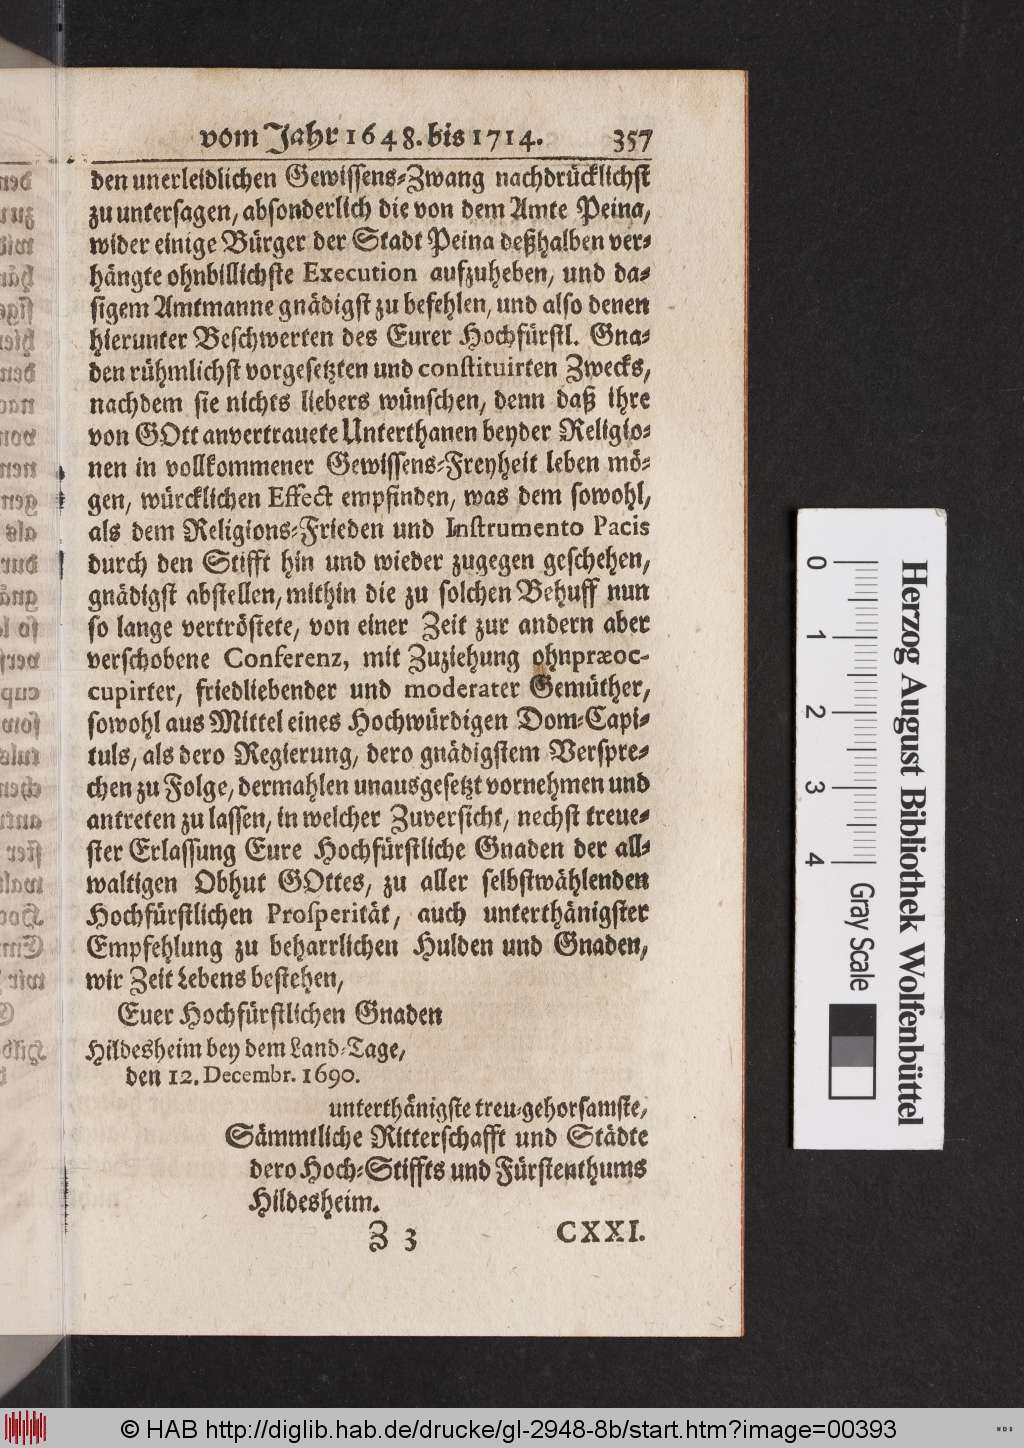 vom Jahr 1648. bis 1714. 357
den unerleidlichen Gewissens-Zwang nachdrücklichst
zu untersagen, absonderlich die von dem Amte Peina,
wider einige Bürger der Stadt Peina deßhalben ver-
hängte ohnbillichste Execution aufzuheben, und da-
sigem Amtmanne gnädigst zu befehlen, und also denen
hierunter Beschwerten des Eurer Hochfürstl. Gna-
den rühmlichst vorgesetzten und constituirten Zwecks,
nachdem sie nichts liebers wünschen, denn daß ihre
von GOtt anvertrauete Unterthanen beyder Religio-
nen in vollkommener Gewissens-Freyheit leben mö-
gen, würcklichen Effect empfinden, was dem sowohl,
als dem Religions-Frieden und Instrumento Pacis
durch den Stifft hin und wieder zugegen geschehen,
gnädigst abstellen, mithin die zu solchen Behuff nun
so lange vertröstete, von einer Zeit zur andern aber
verschobene Conferenz, mit Zuziehung ohnpræoc-
cupirter, friedliebender und moderater Gemüther,
sowohl aus Mittel eines Hochwürdigen Dom-Capi-
tuls, als dero Regierung, dero gnädigstem Verspre-
chen zu Folge, dermahlen unausgesetzt vornehmen und
antreten zu lassen, in welcher Zuversicht, nechst treue-
ster Erlassung Eure Hochfürstliche Gnaden der all-
waltigen Obhut GOttes, zu aller selbstwählenden
Hochfürstlichen Prosperität, auch unterthänigster
Empfehlung zu beharrlichen Hulden und Gnaden,
wir Zeit Lebens bestehen,
Euer Hochfürstlichen Gnaden
Hildesheim bey dem Land-Tage,
den 12. Decembr. 1690.
unterthänigste treu-gehorsamste,
Sämmtliche Ritterschafft und Städte
dero Hoch-Stiffts und Fürstenthums
Hildesheim.
Z 3 CXXI.
0 1 2 3 4 Gray Scale
Herzog August Bibliothek Wolfenbüttel
© HAB http://diglib.hab.de/drucke/gl-2948-8b/start.htm?image=00393